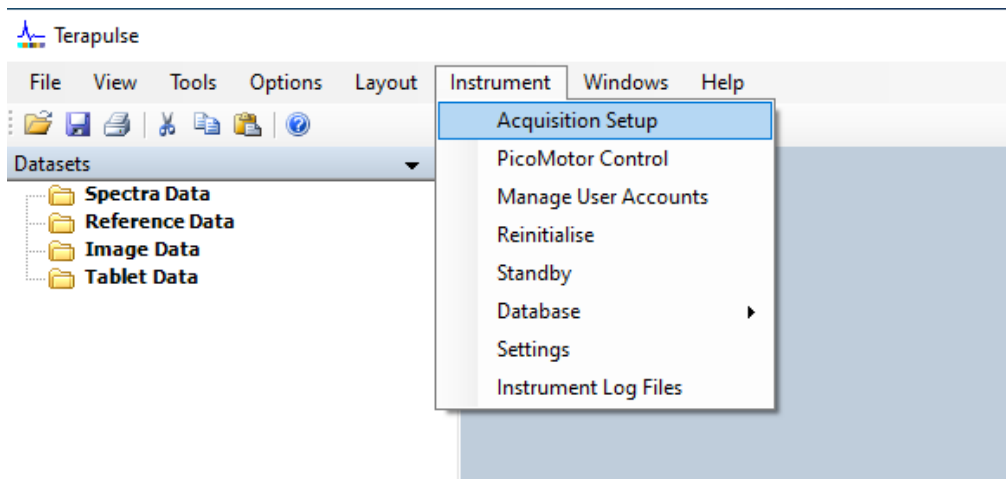 Terapulse
File View Tools Options Layout Instrument Windows Help
Acquisition Setup
PicoMotor Control
Manage User Accounts
Reinitialise
Standby
Database
Settings
Instrument Log Files
Datasets
Spectra Data
Reference Data
Image Data
Tablet Data